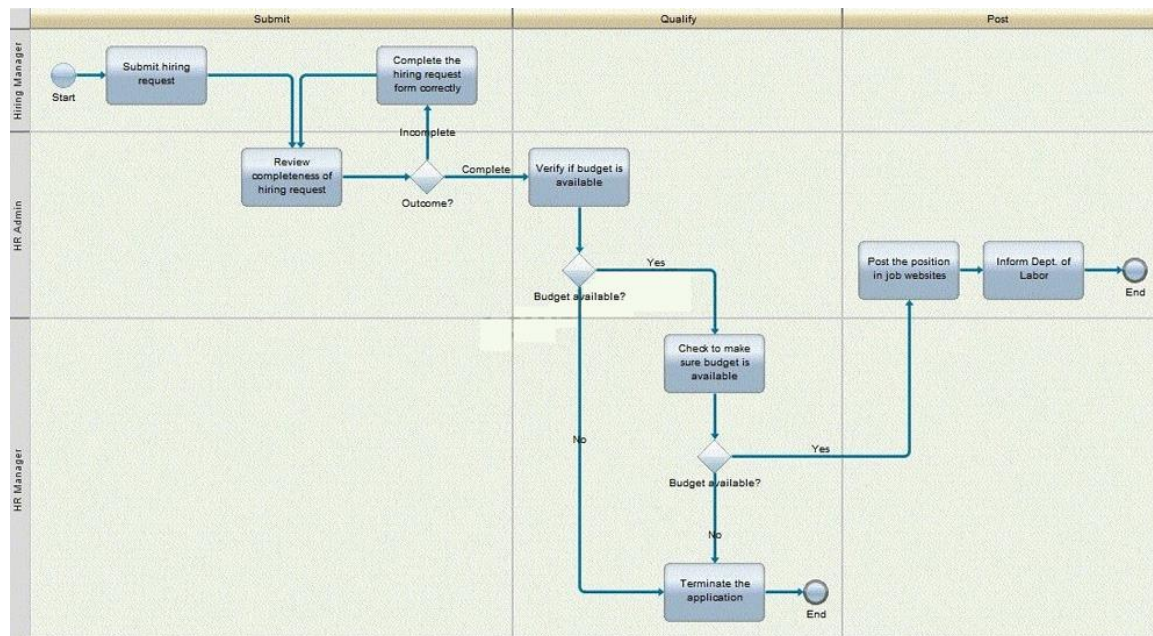 Submit
Qualify
Post
Hiring Manager
Start
Submit hiring
request
Complete the
hiring request
form correctly
Incomplete
HR Admin
Review
completeness of
hiring request
Outcome?
Complete
Verify if budget is
available
Budget available?
Yes
Post the position
in job websites
Inform Dept. of
Labor
End
HR Manager
Check to make
sure budget is
available
No
Budget available?
Yes
No
Terminate the
application
End